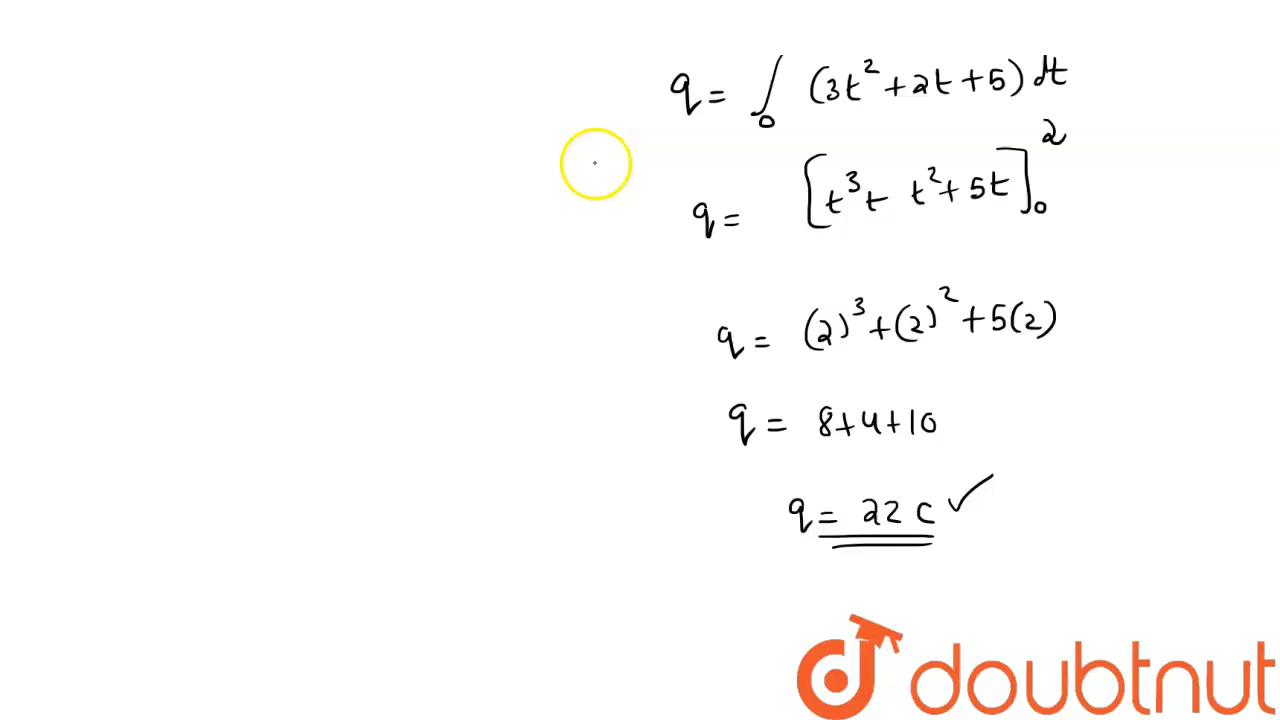 q = ∫₀ (3t² + 2t + 5) dt
q = [t³ + t² + 5t]₀²
q = (2)³ + (2)² + 5(2)
q = 8+4+10
q = 22 C ✓
doubtnut